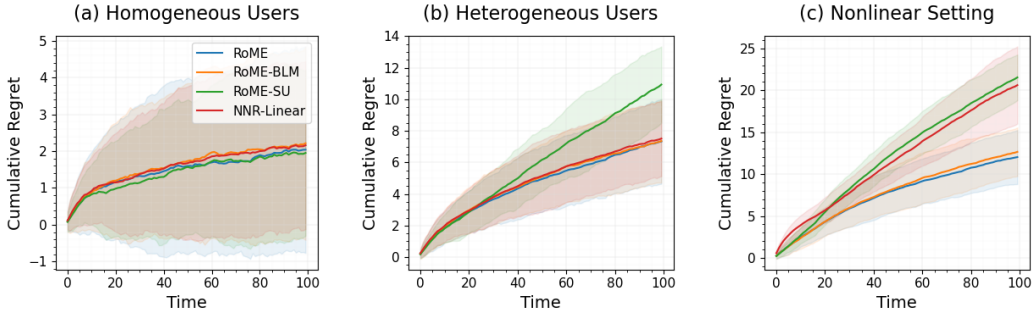 (a) Homogeneous Users
Cumulative Regret
5
4
3
2
1
0
−1
0 20 40 60 80 100
Time
RoME
RoME-BLM
RoME-SU
NNR-Linear
(b) Heterogeneous Users
Cumulative Regret
14
12
10
8
6
4
2
0
0 20 40 60 80 100
Time
(c) Nonlinear Setting
Cumulative Regret
25
20
15
10
5
0
0 20 40 60 80 100
Time